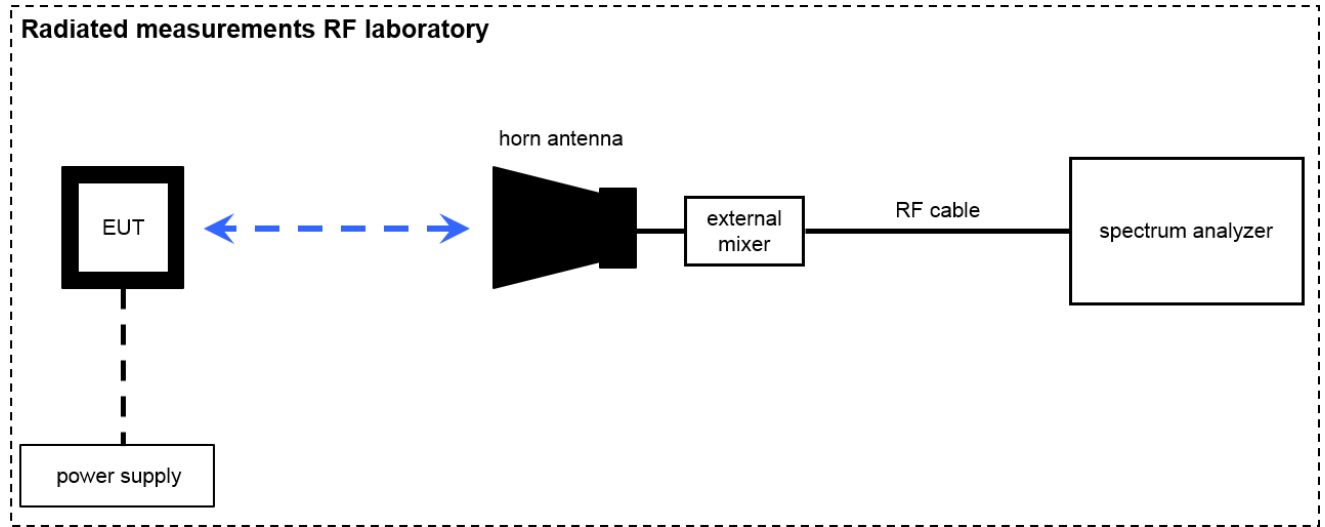 Radiated measurements RF laboratory
horn antenna
EUT
external
mixer
RF cable
spectrum analyzer
power supply